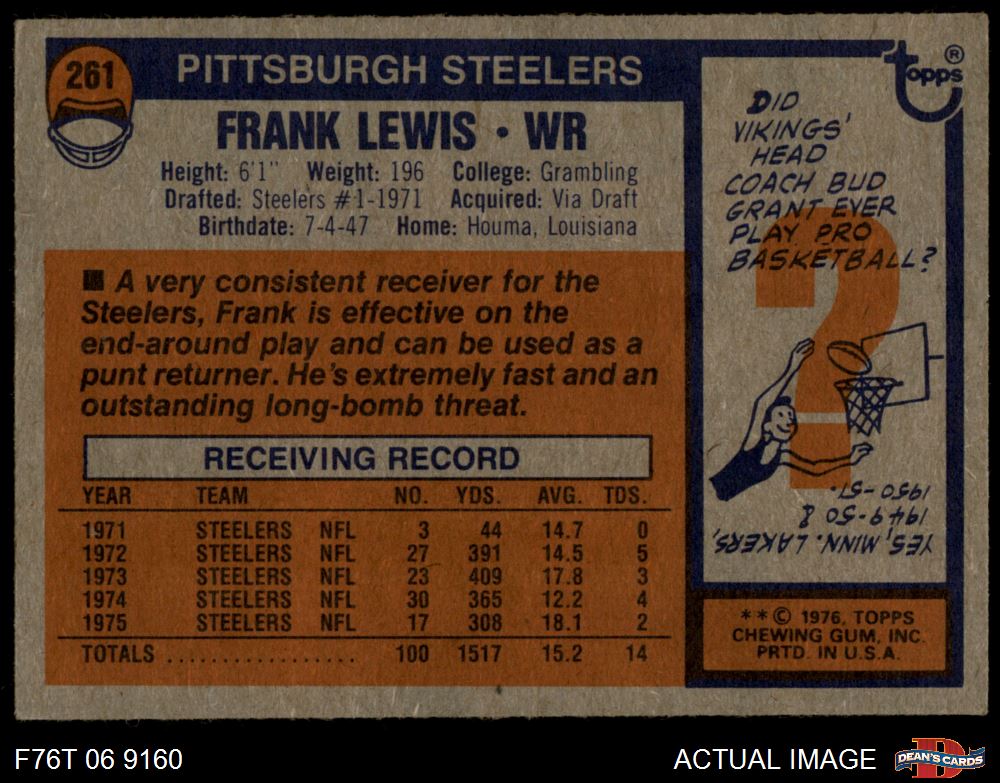 261
PITTSBURGH STEELERS
FRANK LEWIS • WR
Height: 6'1" Weight: 196 College: Grambling
Drafted: Steelers #1-1971 Acquired: Via Draft
Birthdate: 7-4-47 Home: Houma, Louisiana
■ A very consistent receiver for the
Steelers, Frank is effective on the
end-around play and can be used as a
punt returner. He's extremely fast and an
outstanding long-bomb threat.
RECEIVING RECORD
YEAR TEAM NO. YDS. AVG. TDS.
1971 STEELERS NFL 3 44 14.7 0
1972 STEELERS NFL 27 391 14.5 5
1973 STEELERS NFL 23 409 17.8 3
1974 STEELERS NFL 30 365 12.2 4
1975 STEELERS NFL 17 308 18.1 2
TOTALS ................. 100 1517 15.2 14
topps ®
DID
VIKINGS'
HEAD
COACH BUD
GRANT EVER
PLAY PRO
BASKETBALL?
?
YES, MINN. LAKERS,
1949-50 &
1950-51.
**© 1976, TOPPS
CHEWING GUM, INC.
PRTD. IN U.S.A.
F76T 06 9160
ACTUAL IMAGE
D
DEAN'S CARDS